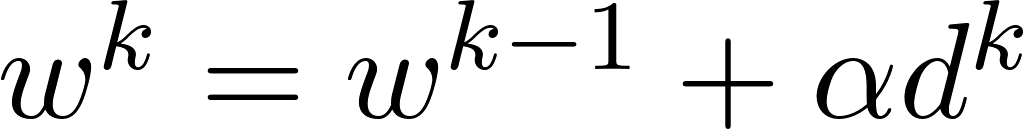 w^k = w^{k-1} + αd^k